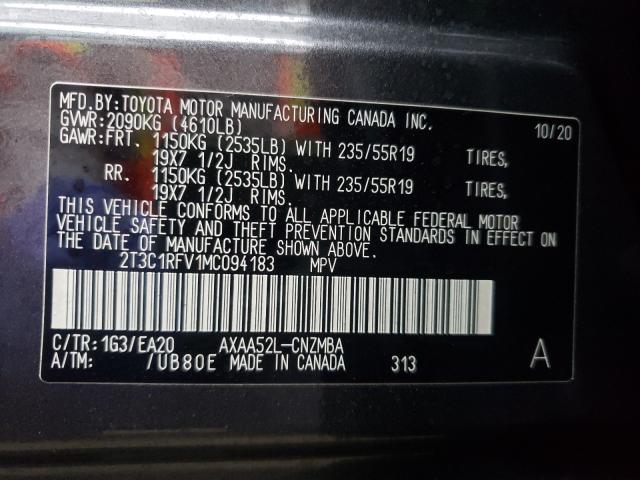 MFD.BY:TOYOTA MOTOR MANUFACTURING CANADA INC.
GVWR:2090KG (4610LB) 10/20
GAWR:FRT. 1150KG (2535LB) WITH 235/55R19 TIRES,
19X7 1/2J RIMS.
RR. 1150KG (2535LB) WITH 235/55R19 TIRES,
19X7 1/2J RIMS.
THIS VEHICLE CONFORMS TO ALL APPLICABLE FEDERAL MOTOR
VEHICLE SAFETY AND THEFT PREVENTION STANDARDS IN EFFECT ON
THE DATE OF MANUFACTURE SHOWN ABOVE.
2T3C1RFV1MC094183 MPV
C/TR:1G3/EA20 AXAA52L-CNZMBA A
A/TM: /UB80E MADE IN CANADA 313